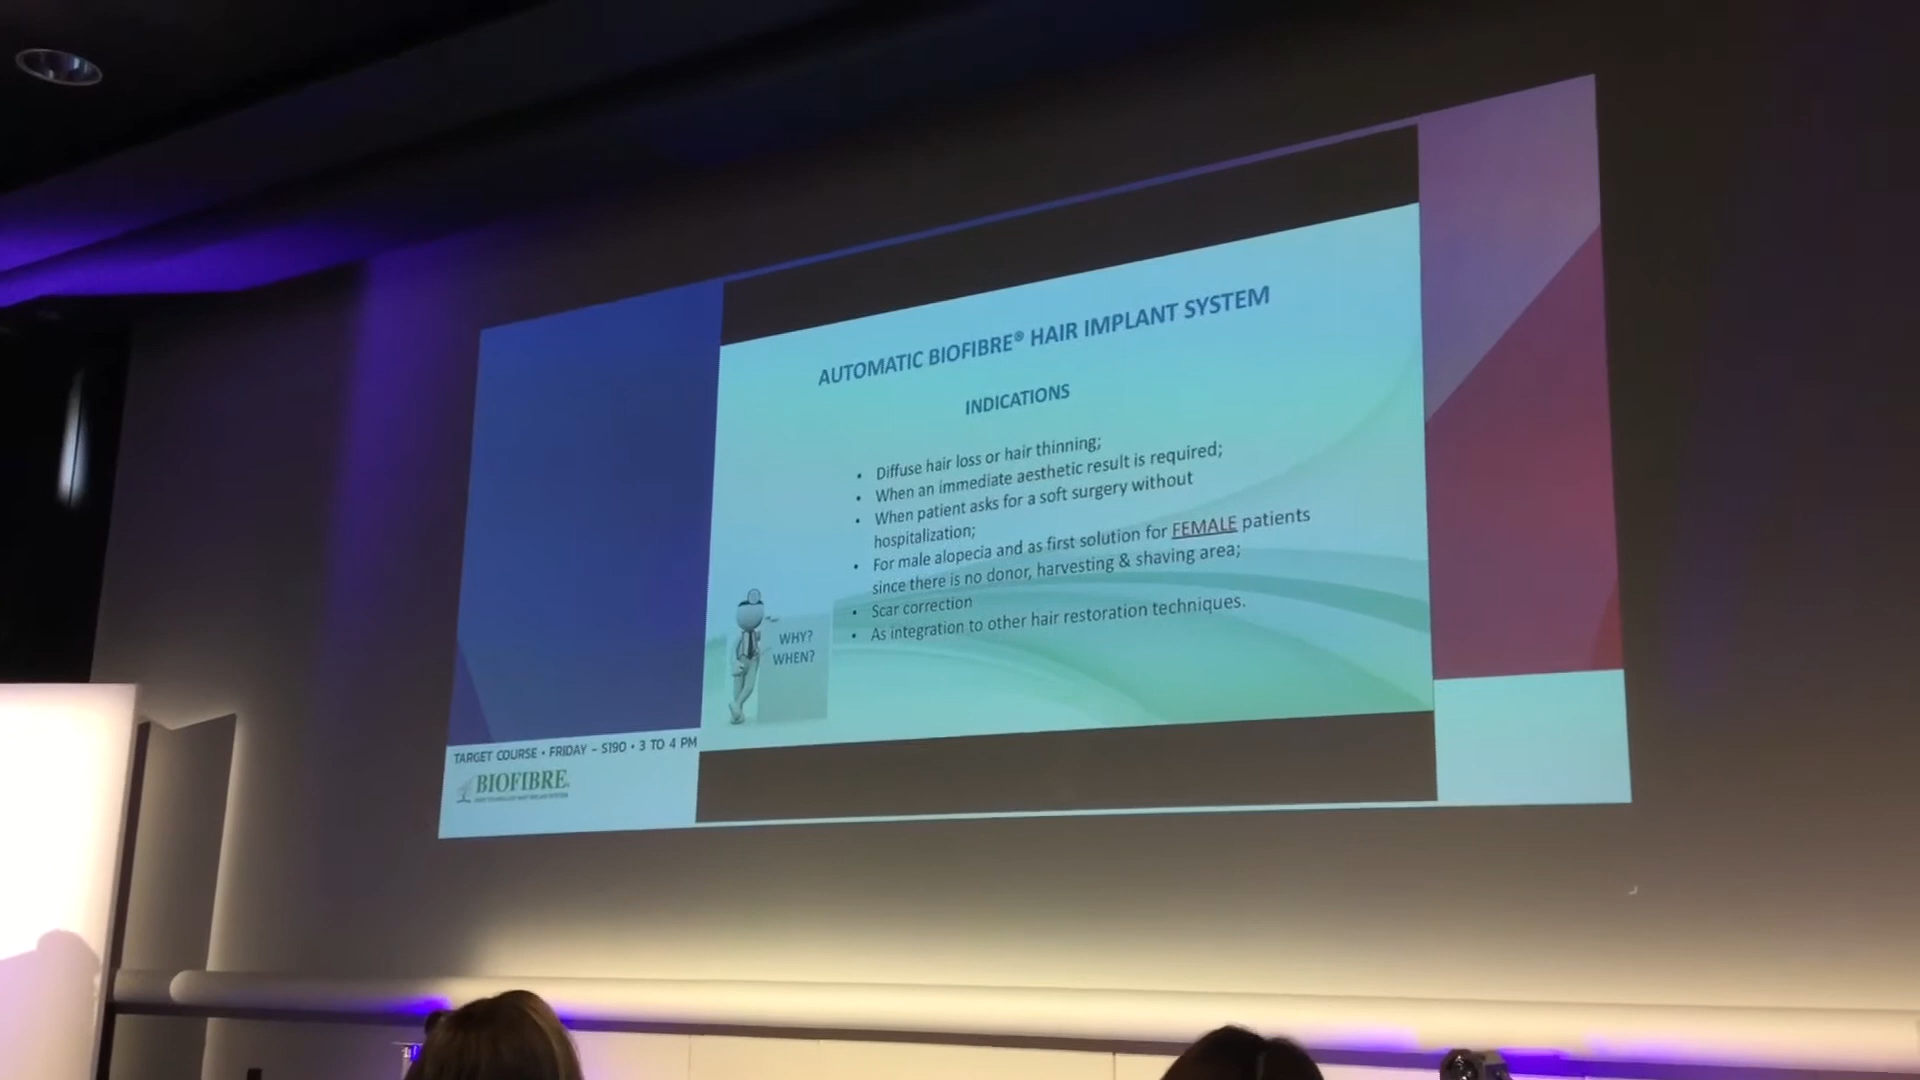 AUTOMATIC BIOFIBRE® HAIR IMPLANT SYSTEM
INDICATIONS
• Diffuse hair loss or hair thinning;
• When an immediate aesthetic result is required;
• When patient asks for a soft surgery without
hospitalization;
• For male alopecia and as first solution for FEMALE patients
since there is no donor, harvesting & shaving area;
• Scar correction
• As integration to other hair restoration techniques.
WHY?
WHEN?
TARGET COURSE • FRIDAY – S190 • 3 TO 4 PM
BIOFIBRE